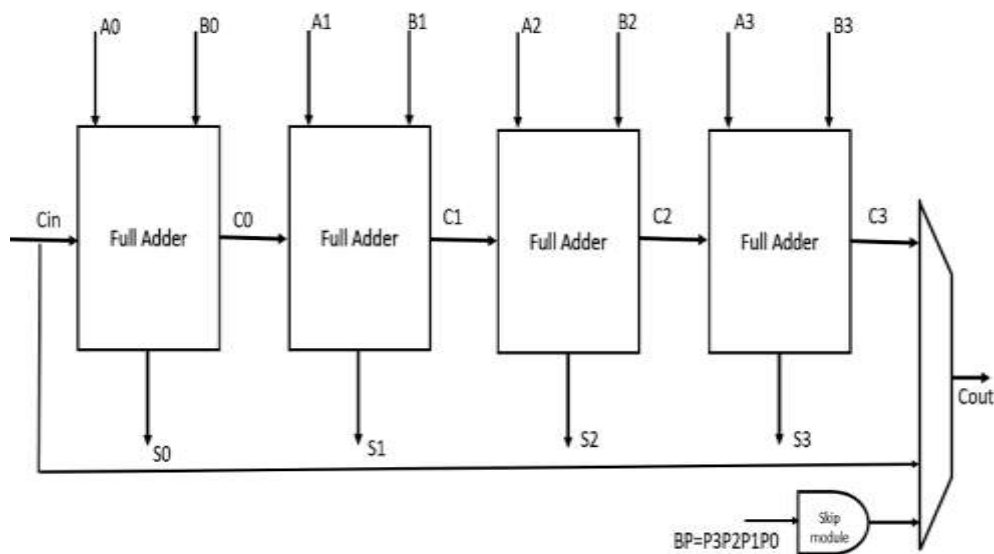 A0 B0 A1 B1 A2 B2 A3 B3
Cin C0 C1 C2 C3
Full Adder Full Adder Full Adder Full Adder
Cout
S0 S1 S2 S3
Skip
module
BP=P3P2P1P0